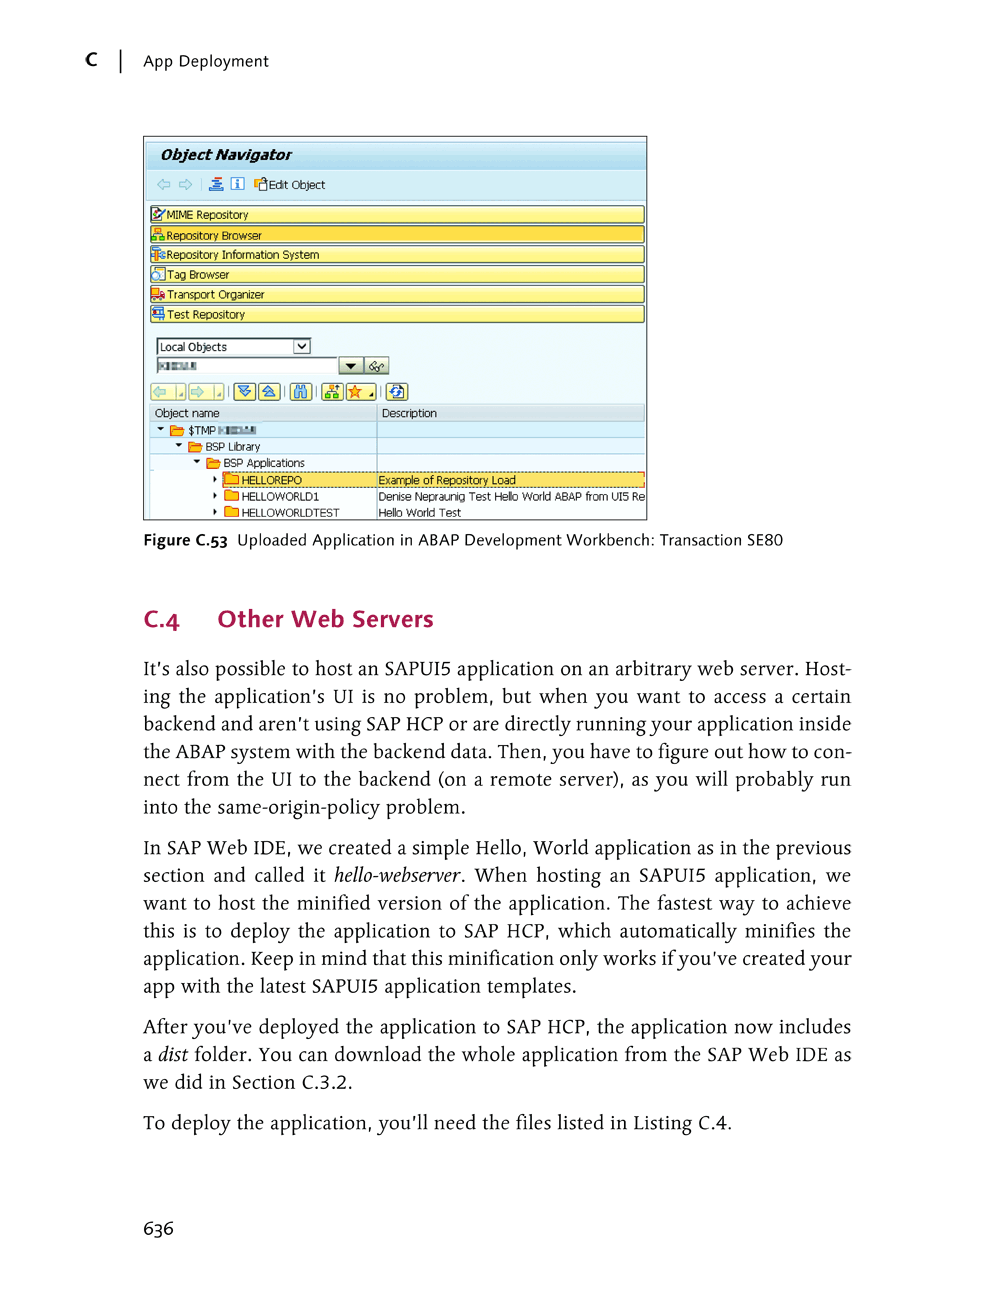 C | App Deployment
Object Navigator
Edit Object
MIME Repository
Repository Browser
Repository Information System
Tag Browser
Transport Organizer
Test Repository
Local Objects
Object name Description
$TMP
BSP Library
BSP Applications
HELLOREPO Example of Repository Load
HELLOWORLD1 Denise Nepraunig Test Hello World ABAP from UI5 Re
HELLOWORLDTEST Hello World Test
Figure C.53 Uploaded Application in ABAP Development Workbench: Transaction SE80
C.4 Other Web Servers
It's also possible to host an SAPUI5 application on an arbitrary web server. Host-
ing the application's UI is no problem, but when you want to access a certain
backend and aren't using SAP HCP or are directly running your application inside
the ABAP system with the backend data. Then, you have to figure out how to con-
nect from the UI to the backend (on a remote server), as you will probably run
into the same-origin-policy problem.
In SAP Web IDE, we created a simple Hello, World application as in the previous
section and called it hello-webserver. When hosting an SAPUI5 application, we
want to host the minified version of the application. The fastest way to achieve
this is to deploy the application to SAP HCP, which automatically minifies the
application. Keep in mind that this minification only works if you've created your
app with the latest SAPUI5 application templates.
After you've deployed the application to SAP HCP, the application now includes
a dist folder. You can download the whole application from the SAP Web IDE as
we did in Section C.3.2.
To deploy the application, you'll need the files listed in Listing C.4.
636